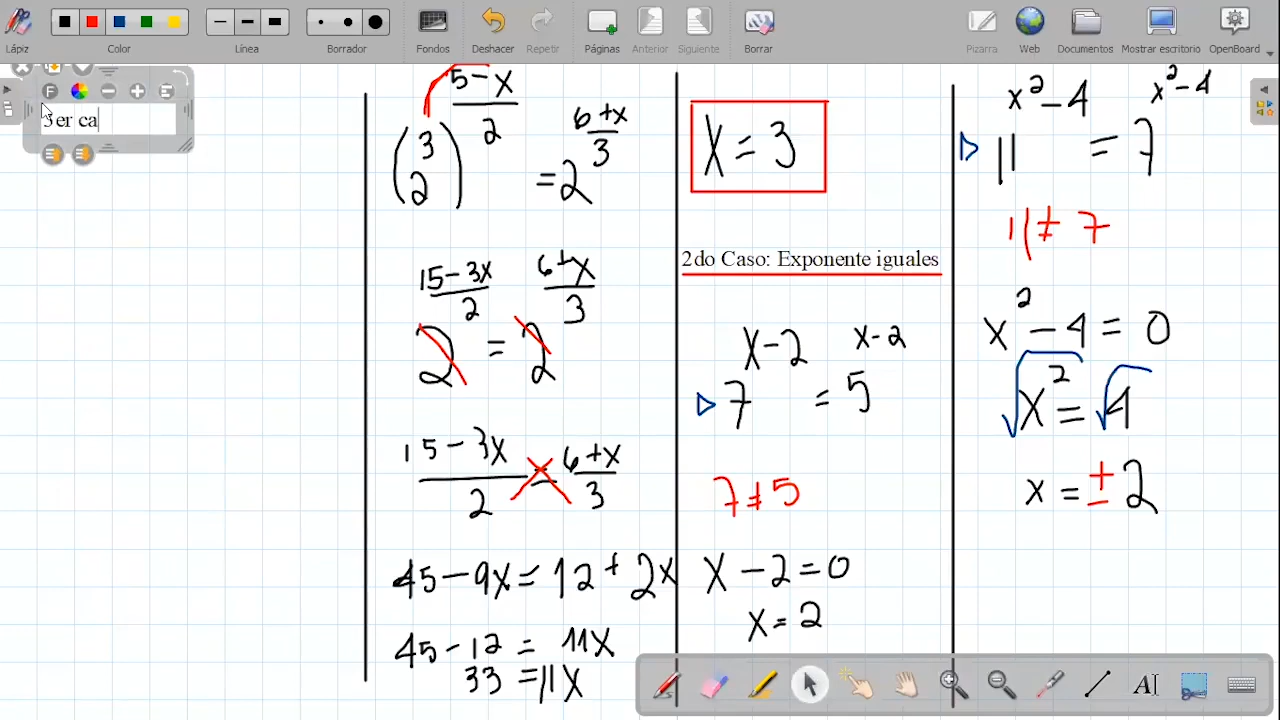 Lápiz Color Línea Borrador Fondos Deshacer Repetir Páginas Anterior Siguiente Borrar Pizarra Web Documentos Mostrar escritorio OpenBoard
F
3er ca
(3/2)^((5-x)/2) = 2^((6+x)/3)
2^((15-3x)/2) = 2^((6+x)/3)
(15-3x)/2 = (6+x)/3
45-9x = 12+2x
45-12 = 11x
33 = 11x
x = 3
2do Caso: Exponente iguales
7^(x-2) = 5^(x-2)
7 ≠ 5
x-2=0
x=2
11^(x²-4) = 7^(x²-4)
11 ≠ 7
x²-4=0
√x² = √4
x = ±2
AI